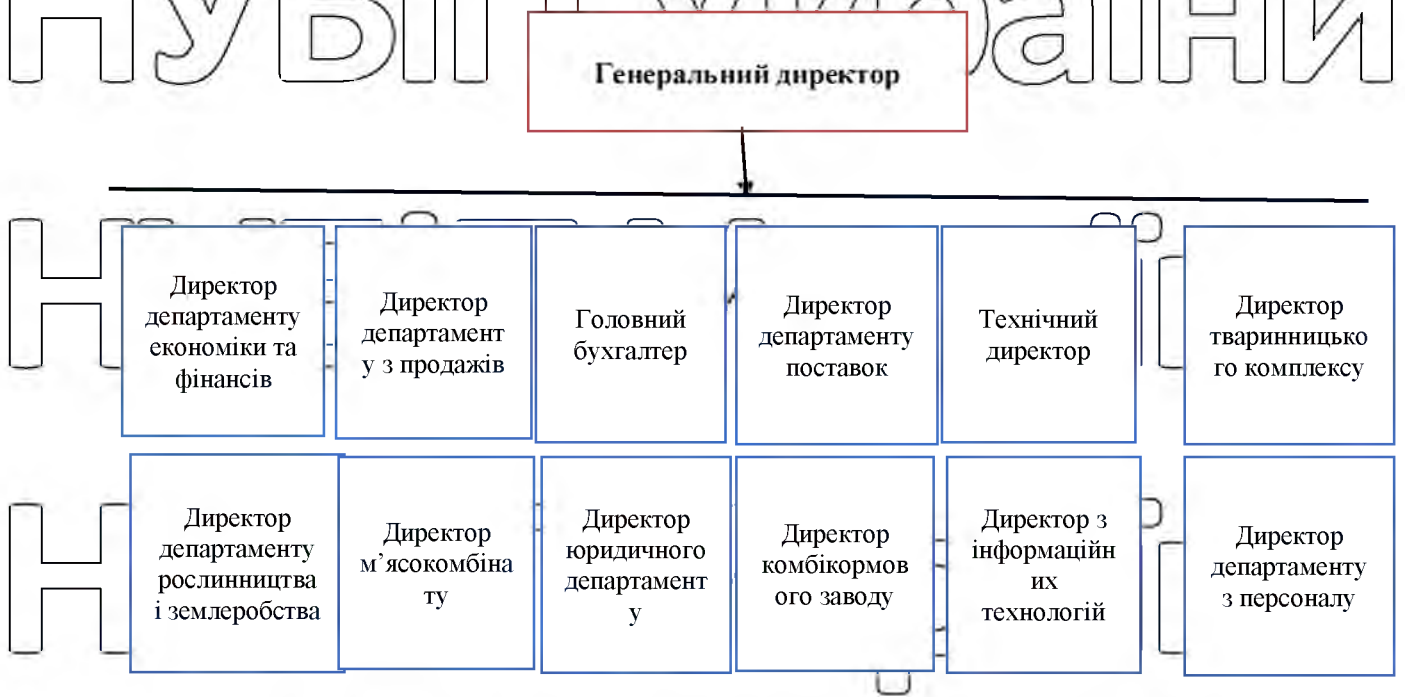 Генеральний директор
Директор
департаменту
економіки та
фінансів
Директор
департамент
у з продажів
Головний
бухгалтер
Директор
департаменту
поставок
Технічний
директор
Директор
тваринницько
го комплексу
Директор
департаменту
рослинництва
і землеробства
Директор
м’ясокомбіна
ту
Директор
юридичного
департамент
у
Директор
комбікормов
ого заводу
Директор з
інформаційн
их
технологій
Директор
департаменту
з персоналу